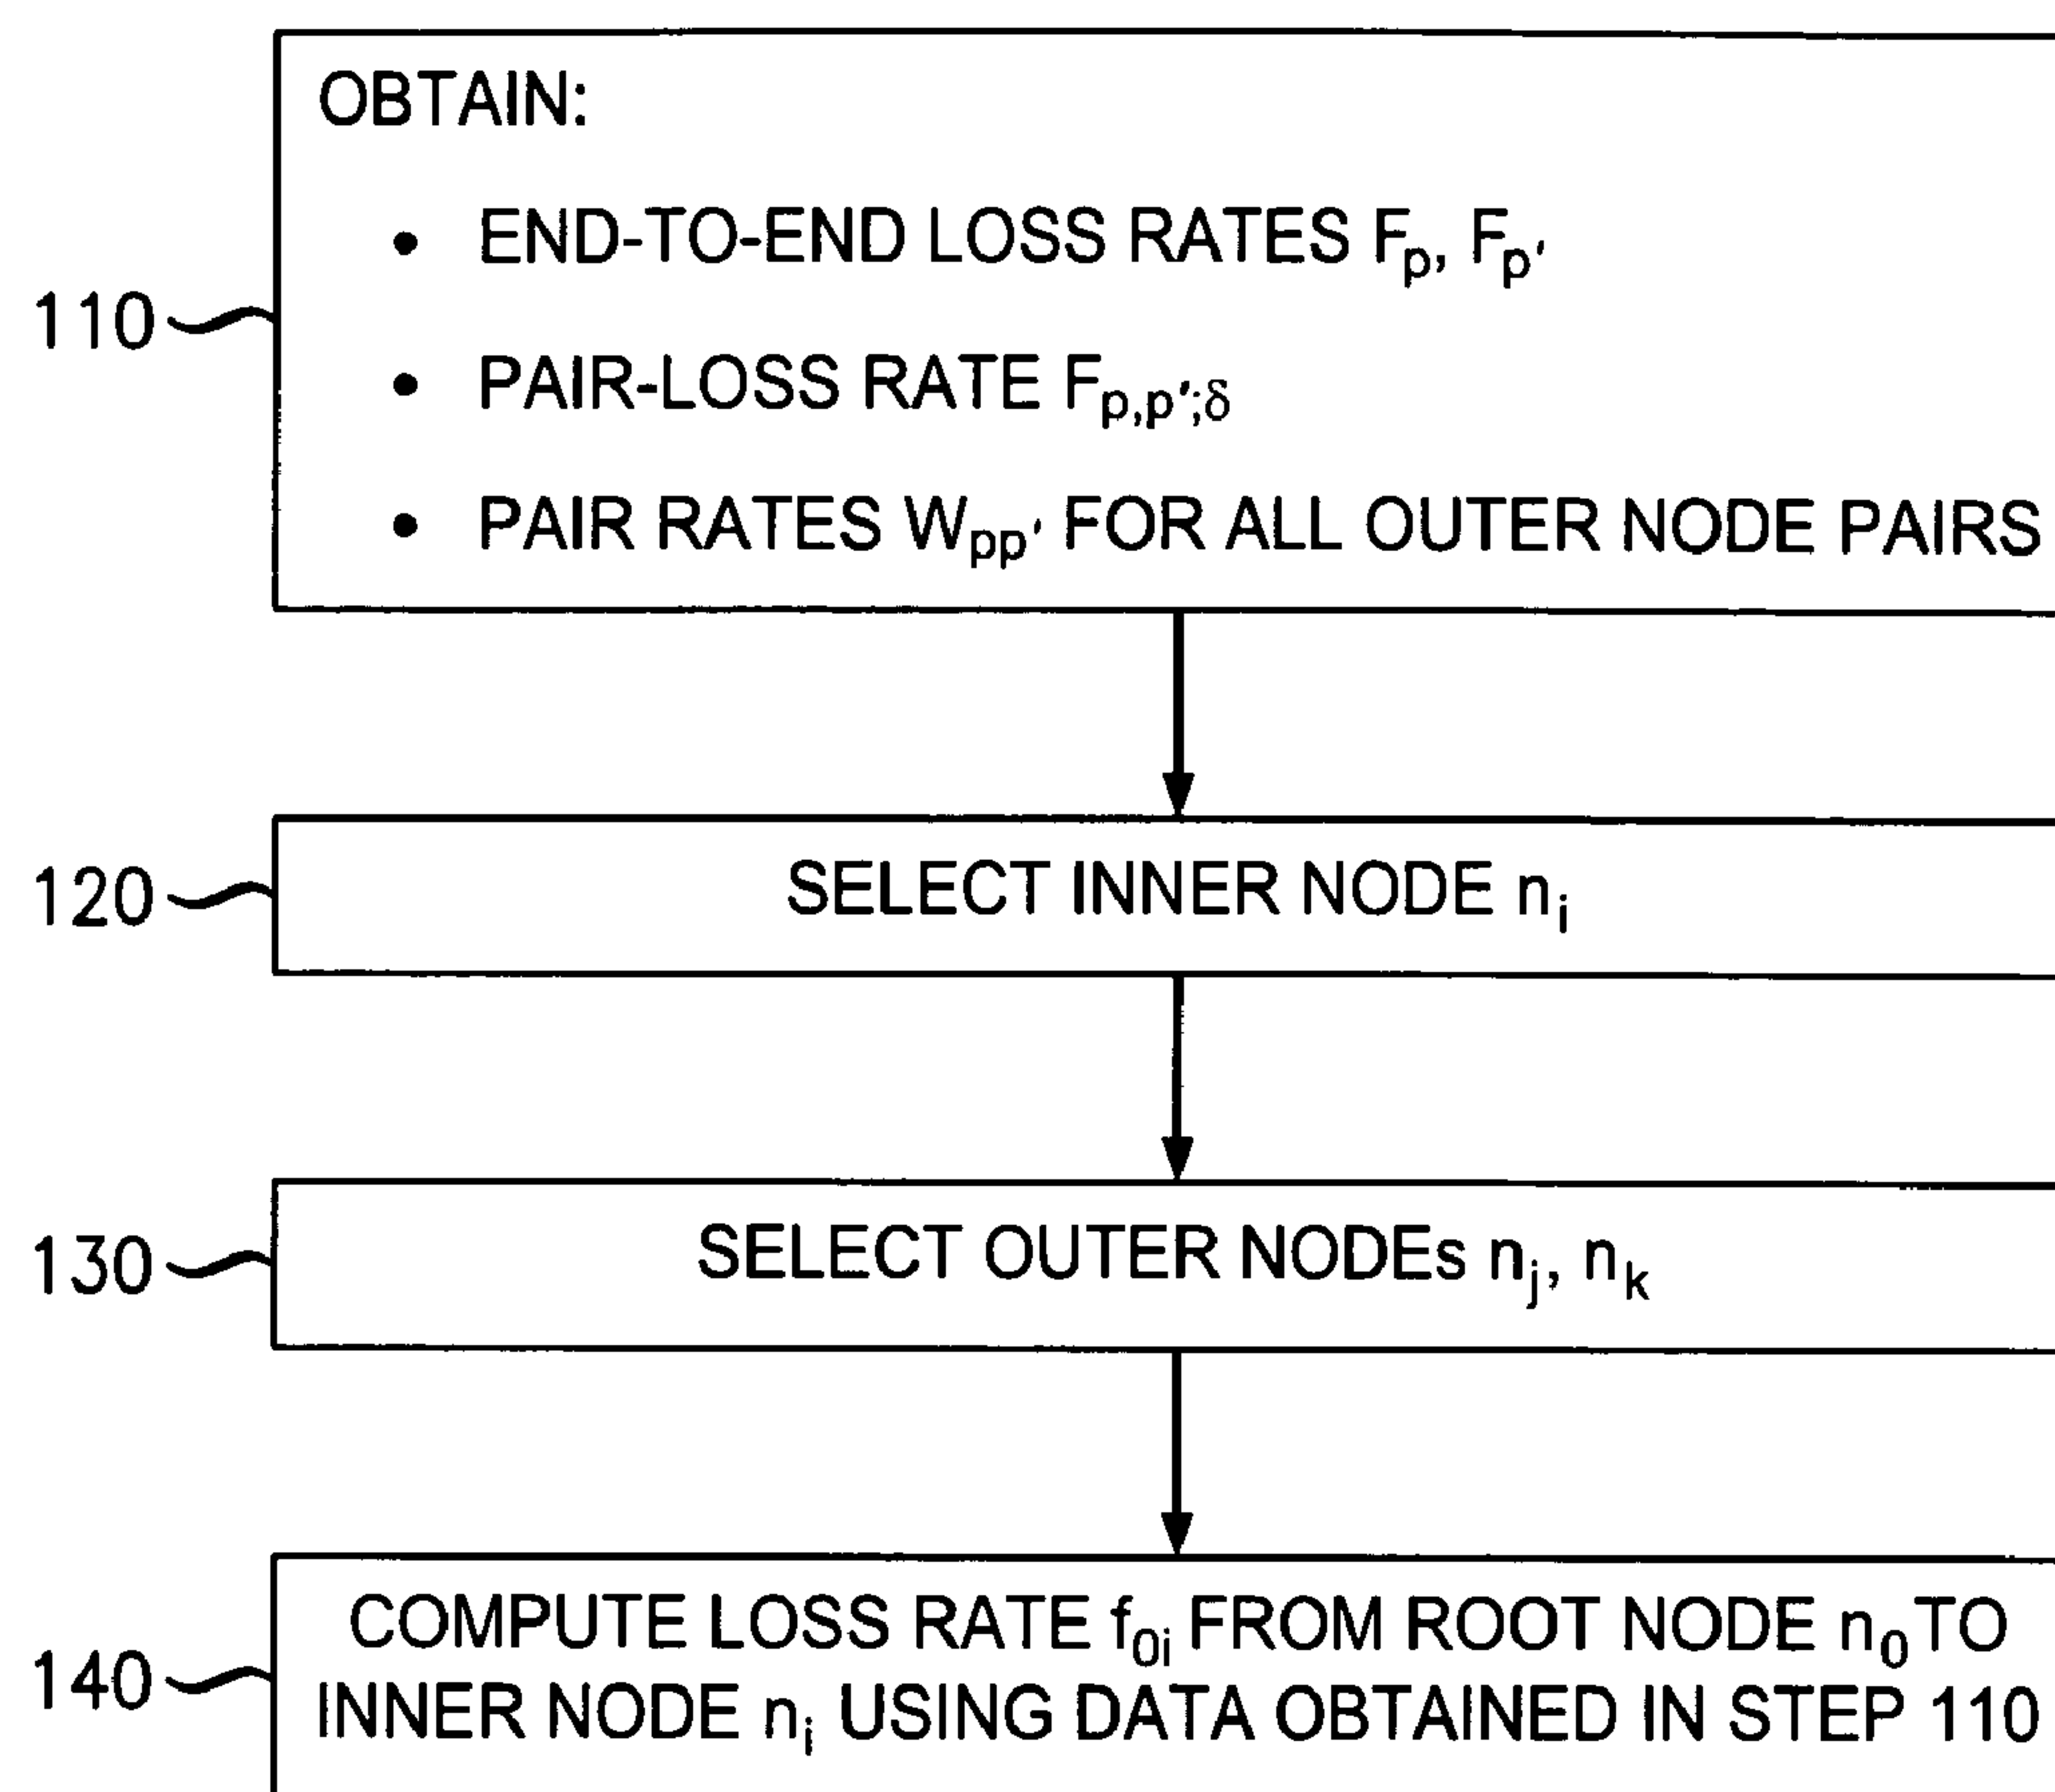 OBTAIN:
• END-TO-END LOSS RATES Fp, Fp'
110
• PAIR-LOSS RATE Fp,p';δ
• PAIR RATES Wpp' FOR ALL OUTER NODE PAIRS
120
SELECT INNER NODE ni
130
SELECT OUTER NODEs nj, nk
140
COMPUTE LOSS RATE f0i FROM ROOT NODE n0 TO
INNER NODE ni USING DATA OBTAINED IN STEP 110